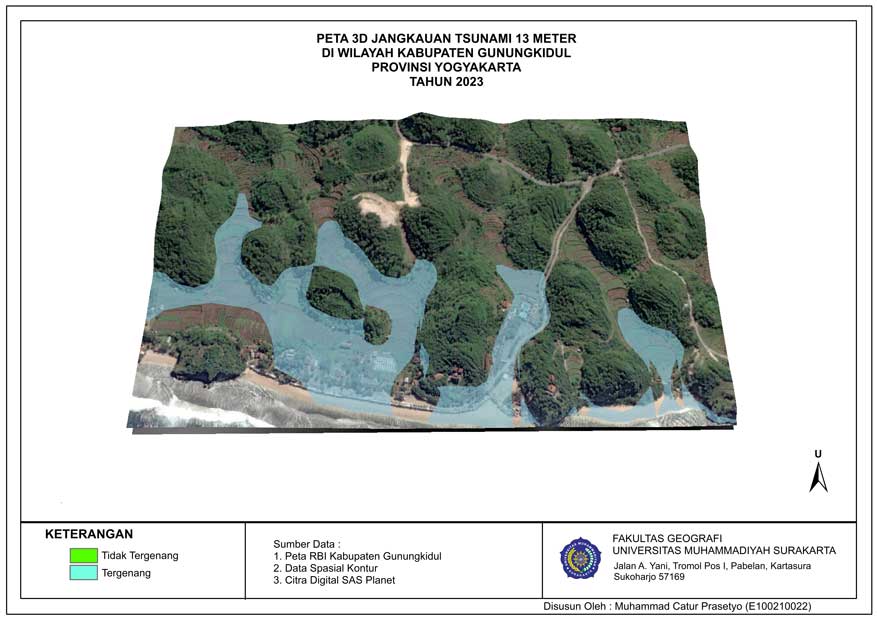 PETA 3D JANGKAUAN TSUNAMI 13 METER
DI WILAYAH KABUPATEN GUNUNGKIDUL
PROVINSI YOGYAKARTA
TAHUN 2023
U
KETERANGAN
Tidak Tergenang
Tergenang
Sumber Data :
1. Peta RBI Kabupaten Gunungkidul
2. Data Spasial Kontur
3. Citra Digital SAS Planet
FAKULTAS GEOGRAFI
UNIVERSITAS MUHAMMADIYAH SURAKARTA
Jalan A. Yani, Tromol Pos I, Pabelan, Kartasura
Sukoharjo 57169
Disusun Oleh : Muhammad Catur Prasetyo (E100210022)